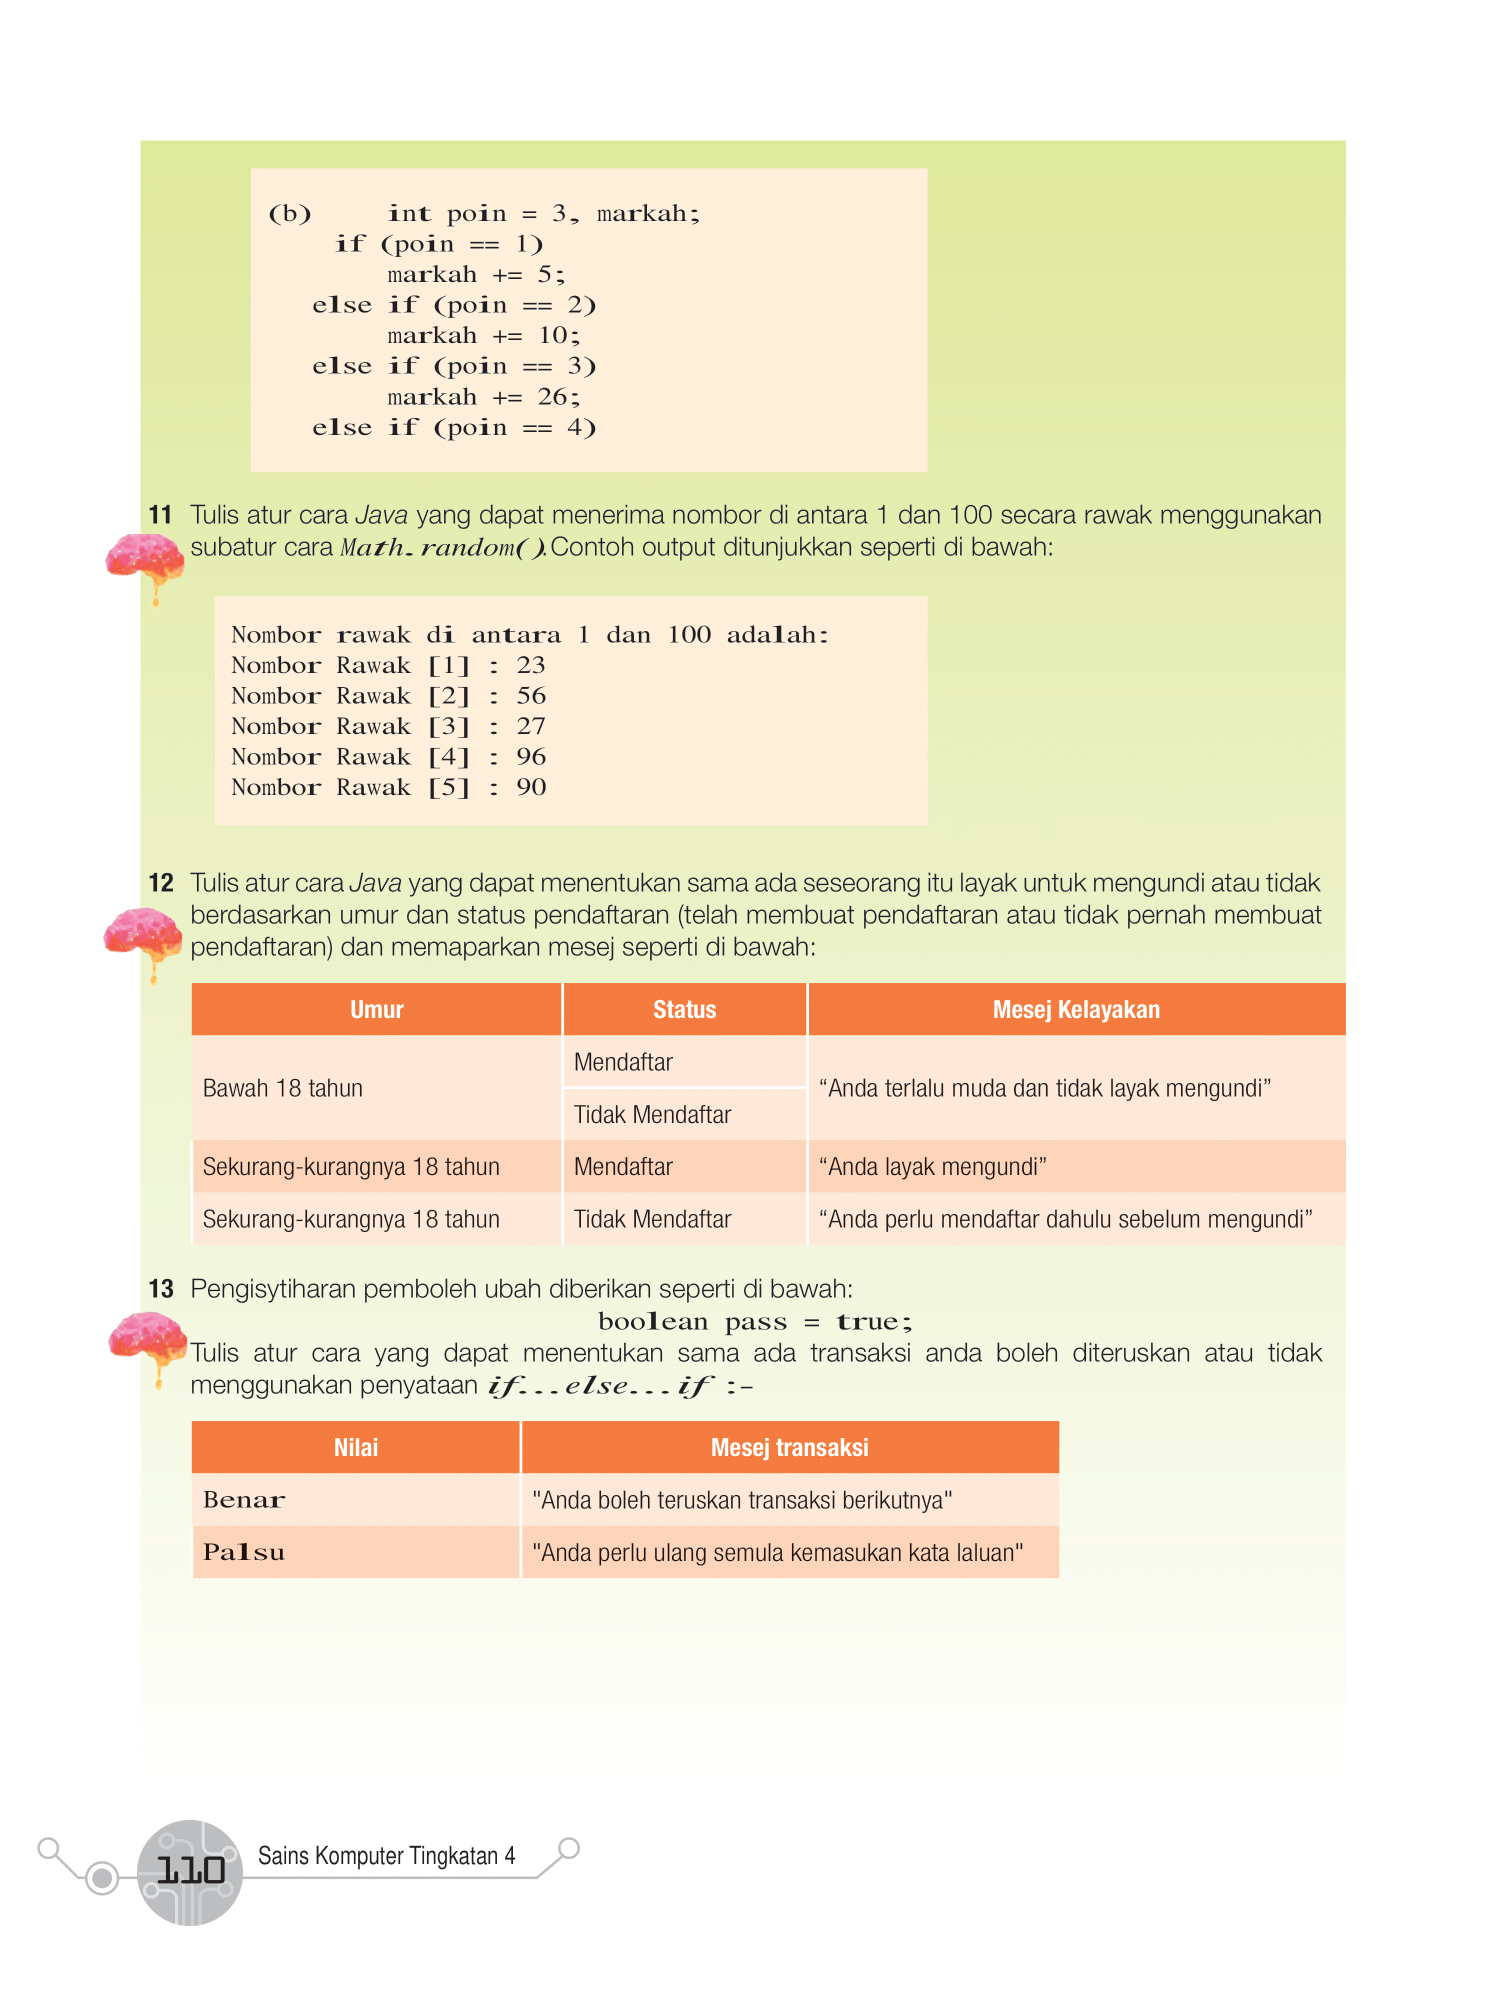 (b) int poin = 3, markah;
if (poin == 1)
markah += 5;
else if (poin == 2)
markah += 10;
else if (poin == 3)
markah += 26;
else if (poin == 4)
11 Tulis atur cara Java yang dapat menerima nombor di antara 1 dan 100 secara rawak menggunakan
subatur cara Math.random(). Contoh output ditunjukkan seperti di bawah:
Nombor rawak di antara 1 dan 100 adalah:
Nombor Rawak [1] : 23
Nombor Rawak [2] : 56
Nombor Rawak [3] : 27
Nombor Rawak [4] : 96
Nombor Rawak [5] : 90
12 Tulis atur cara Java yang dapat menentukan sama ada seseorang itu layak untuk mengundi atau tidak
berdasarkan umur dan status pendaftaran (telah membuat pendaftaran atau tidak pernah membuat
pendaftaran) dan memaparkan mesej seperti di bawah:
Umur Status Mesej Kelayakan
Bawah 18 tahun Mendaftar “Anda terlalu muda dan tidak layak mengundi”
Tidak Mendaftar
Sekurang-kurangnya 18 tahun Mendaftar “Anda layak mengundi”
Sekurang-kurangnya 18 tahun Tidak Mendaftar “Anda perlu mendaftar dahulu sebelum mengundi”
13 Pengisytiharan pemboleh ubah diberikan seperti di bawah:
boolean pass = true;
Tulis atur cara yang dapat menentukan sama ada transaksi anda boleh diteruskan atau tidak
menggunakan penyataan if...else...if :–
Nilai Mesej transaksi
Benar "Anda boleh teruskan transaksi berikutnya"
Palsu "Anda perlu ulang semula kemasukan kata laluan"
110 Sains Komputer Tingkatan 4